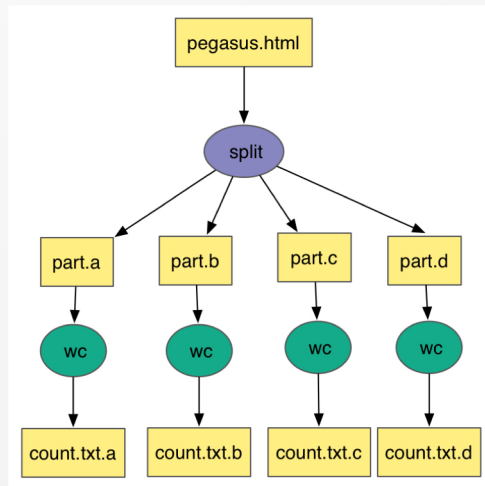 pegasus.html
split
part.a
part.b
part.c
part.d
wc
wc
wc
wc
count.txt.a
count.txt.b
count.txt.c
count.txt.d